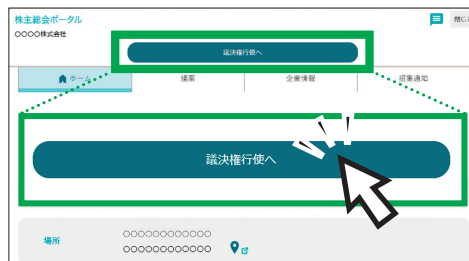 株主総会ポータル
〇〇〇〇株式会社
閉じる
議決権行使へ
ホーム
議案
企業情報
招集通知
議決権行使へ
場所
〇〇〇〇〇〇〇〇〇〇〇〇
〇〇〇〇〇〇〇〇〇〇〇〇